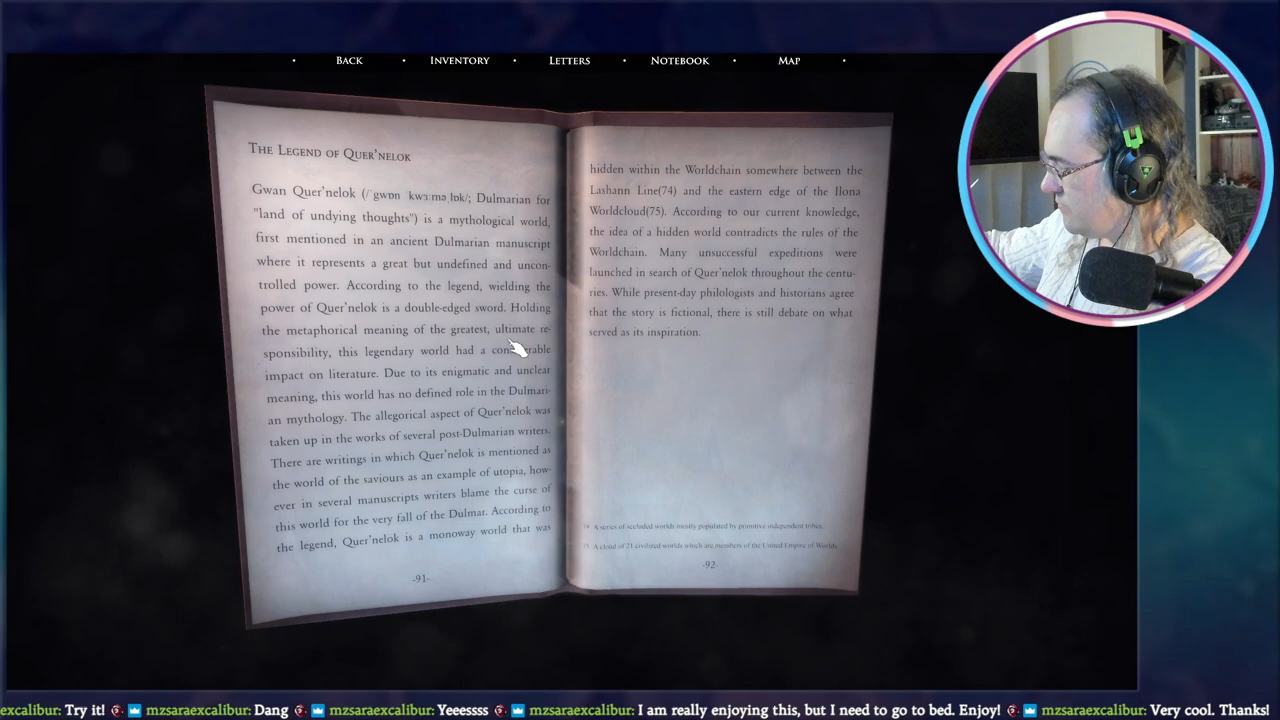 BACK
INVENTORY
LETTERS
NOTEBOOK
MAP
THE LEGEND OF QUER'NELOK
Gwan Quer'nelok (/ˈgwɒn ˈkwɜːnəˌlɒk/; Dulmarian for
"land of undying thoughts") is a mythological world,
first mentioned in an ancient Dulmarian manuscript
where it represents a great but undefined and uncon-
trolled power. According to the legend, wielding the
power of Quer'nelok is a double-edged sword. Holding
the metaphorical meaning of the greatest, ultimate re-
sponsibility, this legendary world had a
impact on literature. Due to its enigmatic and unclear
meaning, this world has no defined role in the Dulmari-
an mythology. The allegorical aspect of Quer'nelok was
taken up in the works of several post-Dulmarian writers.
There are writings in which Quer'nelok is mentioned as
the world of the saviours as an example of utopia, how-
ever in several manuscripts writers blame the curse of
this world for the very fall of the Dulmar. According to
the legend, Quer'nelok is a monoway world that was
-91-
hidden within the Worldchain somewhere between the
Lashann Line(74) and the eastern edge of the Ilona
Worldcloud(75). According to our current knowledge,
the idea of a hidden world contradicts the rules of the
Worldchain. Many unsuccessful expeditions were
launched in search of Quer'nelok throughout the centu-
ries. While present-day philologists and historians agree
that the story is fictional, there is still debate on what
served as its inspiration.
74 A series of secluded worlds mostly populated by primitive independent tribes.
75 A cloud of 21 civilized worlds which are members of the United Empire of Worlds
-92-
excalibur: Try it! mzsaraexcalibur: Dang mzsaraexcalibur: Yeeessss mzsaraexcalibur: I am really enjoying this, but I need to go to bed. Enjoy! mzsaraexcalibur: Very cool. Thanks!